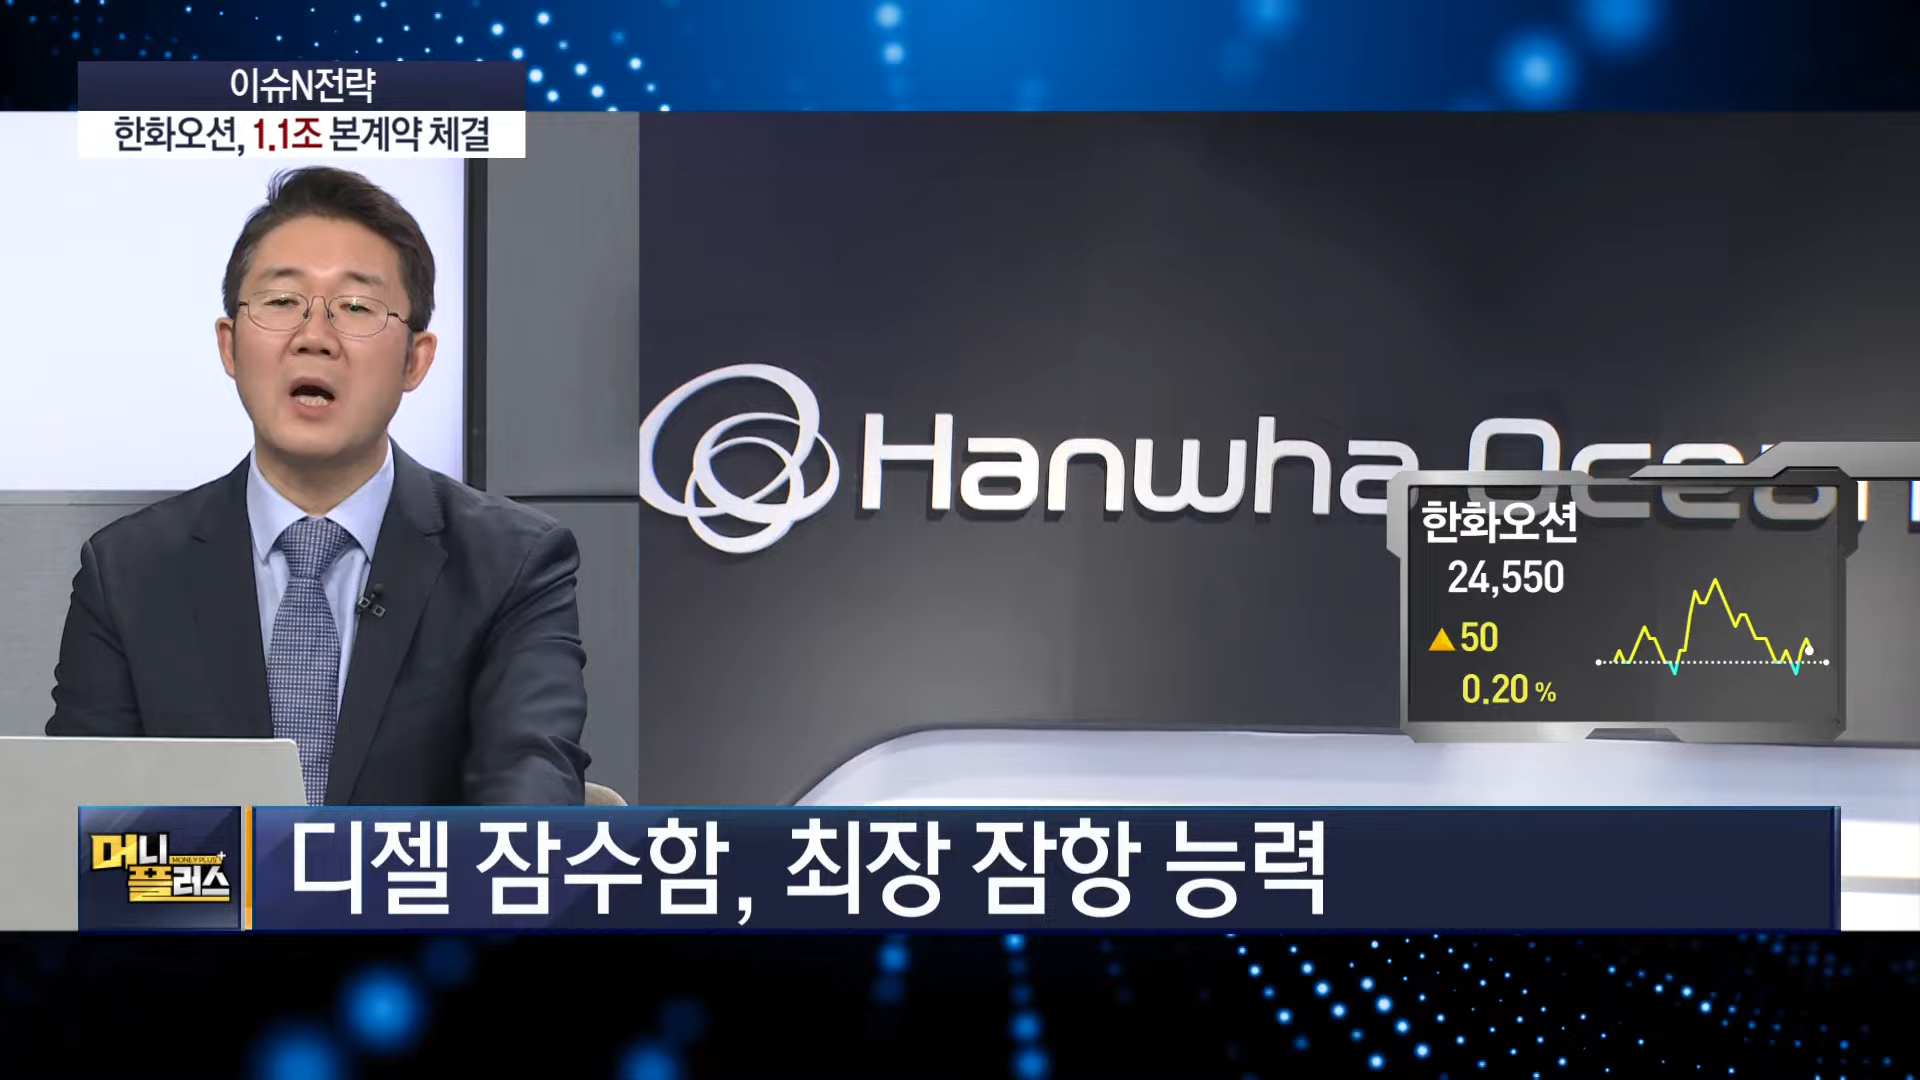 이슈N전략
한화오션, 1.1조 본계약 체결
Hanwha Ocean
한화오션
24,550
▲50
0.20 %
머니
MONEY PLUS+
플러스
디젤 잠수함, 최장 잠항 능력